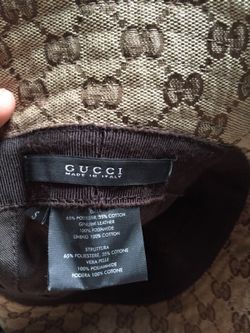 GUCCI
MADE IN ITALY
S
65% POLYESTER, 35% COTTON
GENUINE LEATHER
100% POLYAMIDE
LINING 100% COTTON
STRUTTURA
65% POLIESTERE, 35% COTONE
VERA PELLE
100% POLIAMMIDE
FODERA 100% COTONE